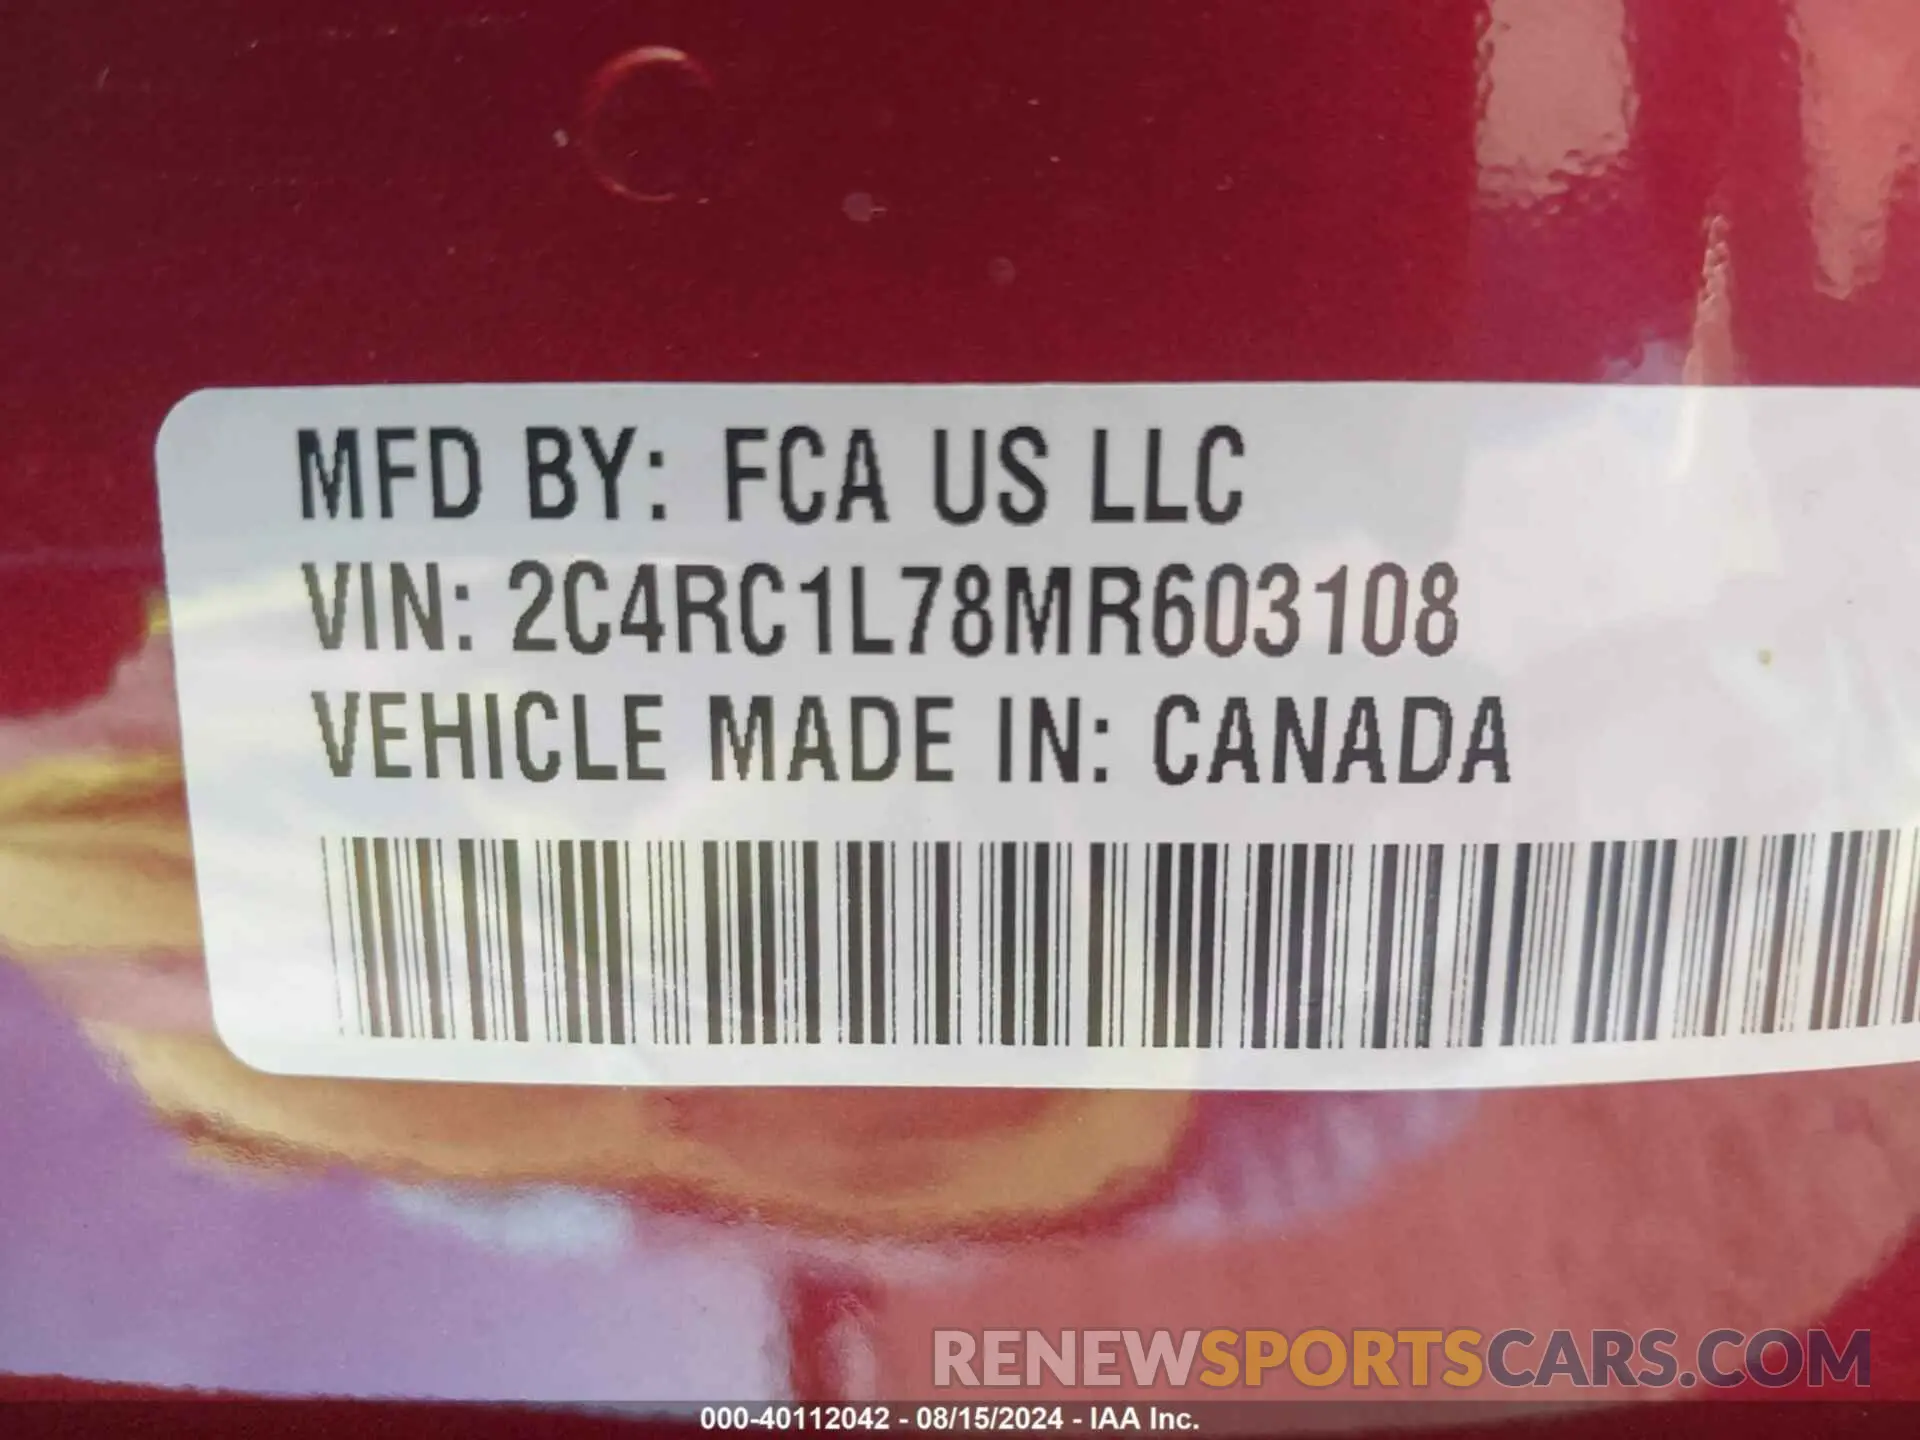 MFD BY: FCA US LLC
VIN: 2C4RC1L78MR603108
VEHICLE MADE IN: CANADA
RENEWSPORTSCARS.COM
000-40112042 - 08/15/2024 - IAA Inc.